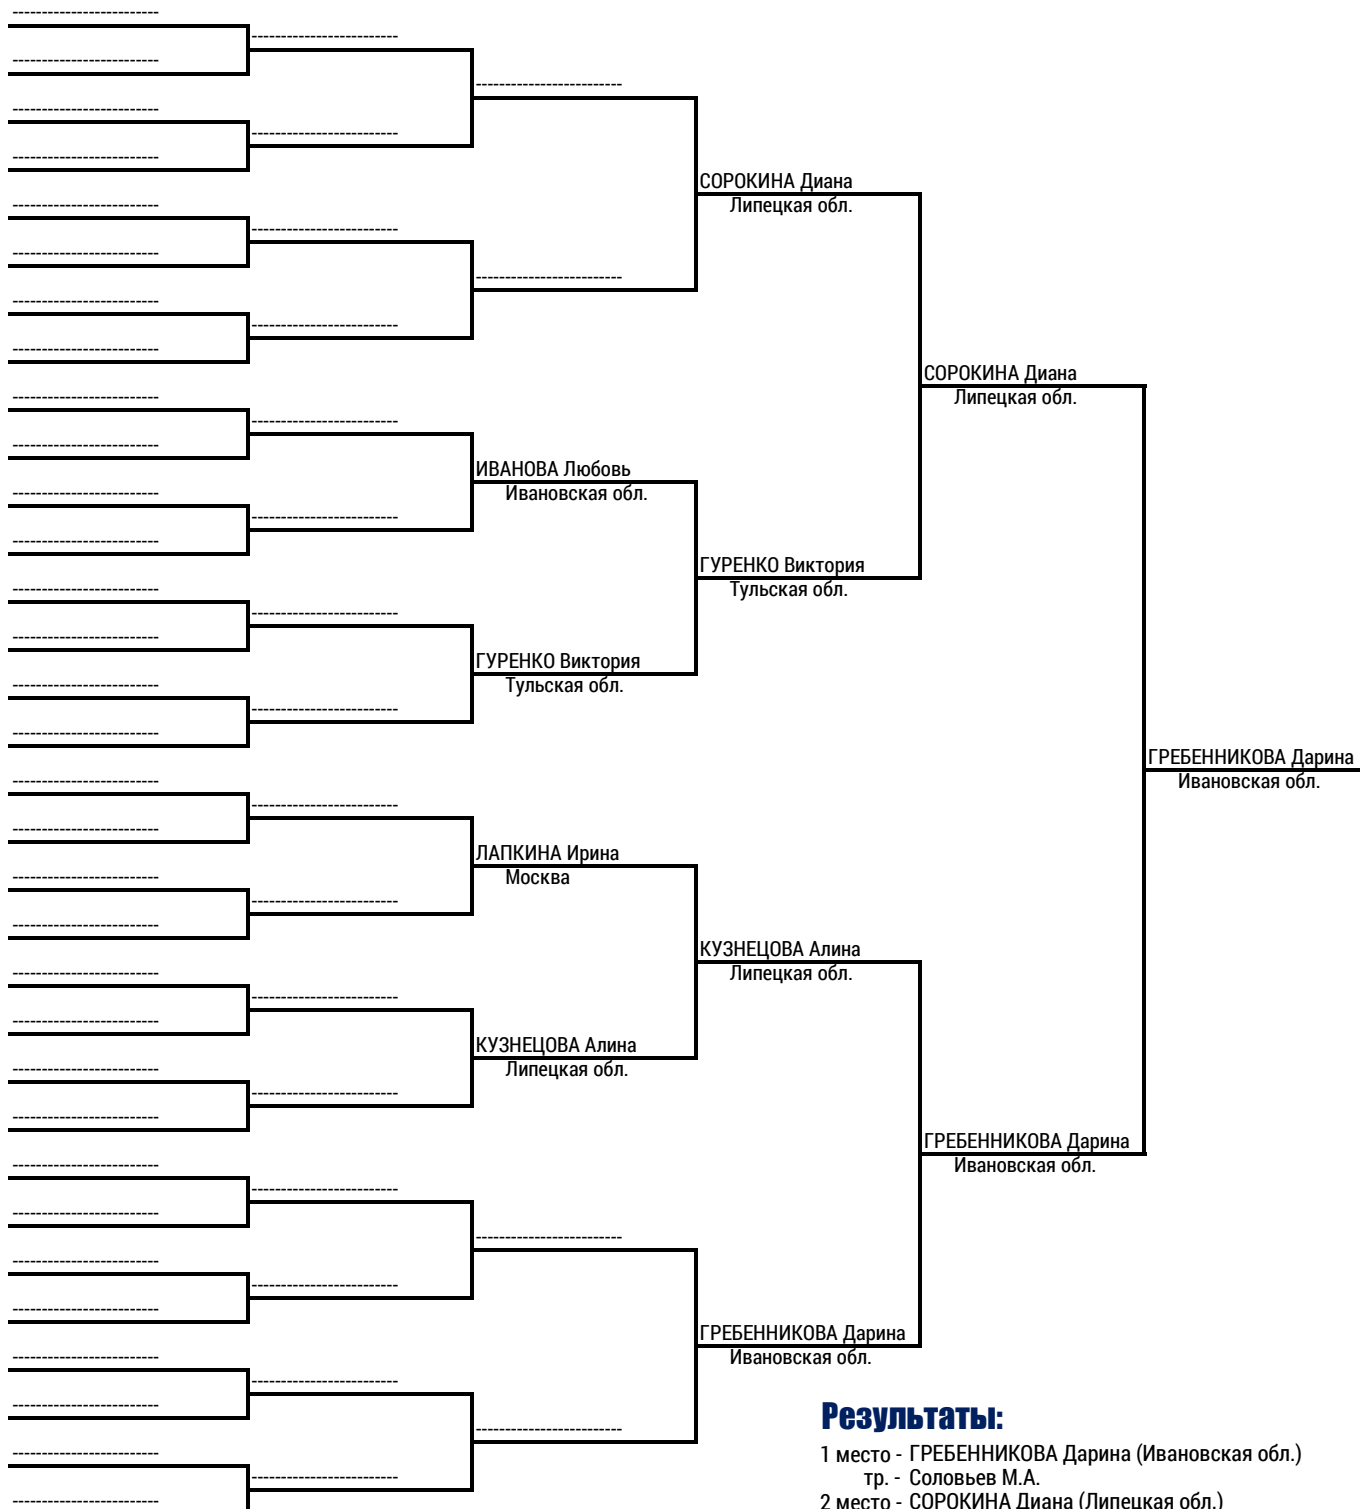 СОРОКИНА Диана
Липецкая обл.
СОРОКИНА Диана
Липецкая обл.
ИВАНОВА Любовь
Ивановская обл.
ГУРЕНКО Виктория
Тульская обл.
ГУРЕНКО Виктория
Тульская обл.
ГРЕБЕННИКОВА Дарина
Ивановская обл.
ЛАПКИНА Ирина
Москва
КУЗНЕЦОВА Алина
Липецкая обл.
КУЗНЕЦОВА Алина
Липецкая обл.
ГРЕБЕННИКОВА Дарина
Ивановская обл.
ГРЕБЕННИКОВА Дарина
Ивановская обл.
Результаты:
1 место - ГРЕБЕННИКОВА Дарина (Ивановская обл.)
тр. - Соловьев М.А.
2 место - СОРОКИНА Диана (Липецкая обл.)